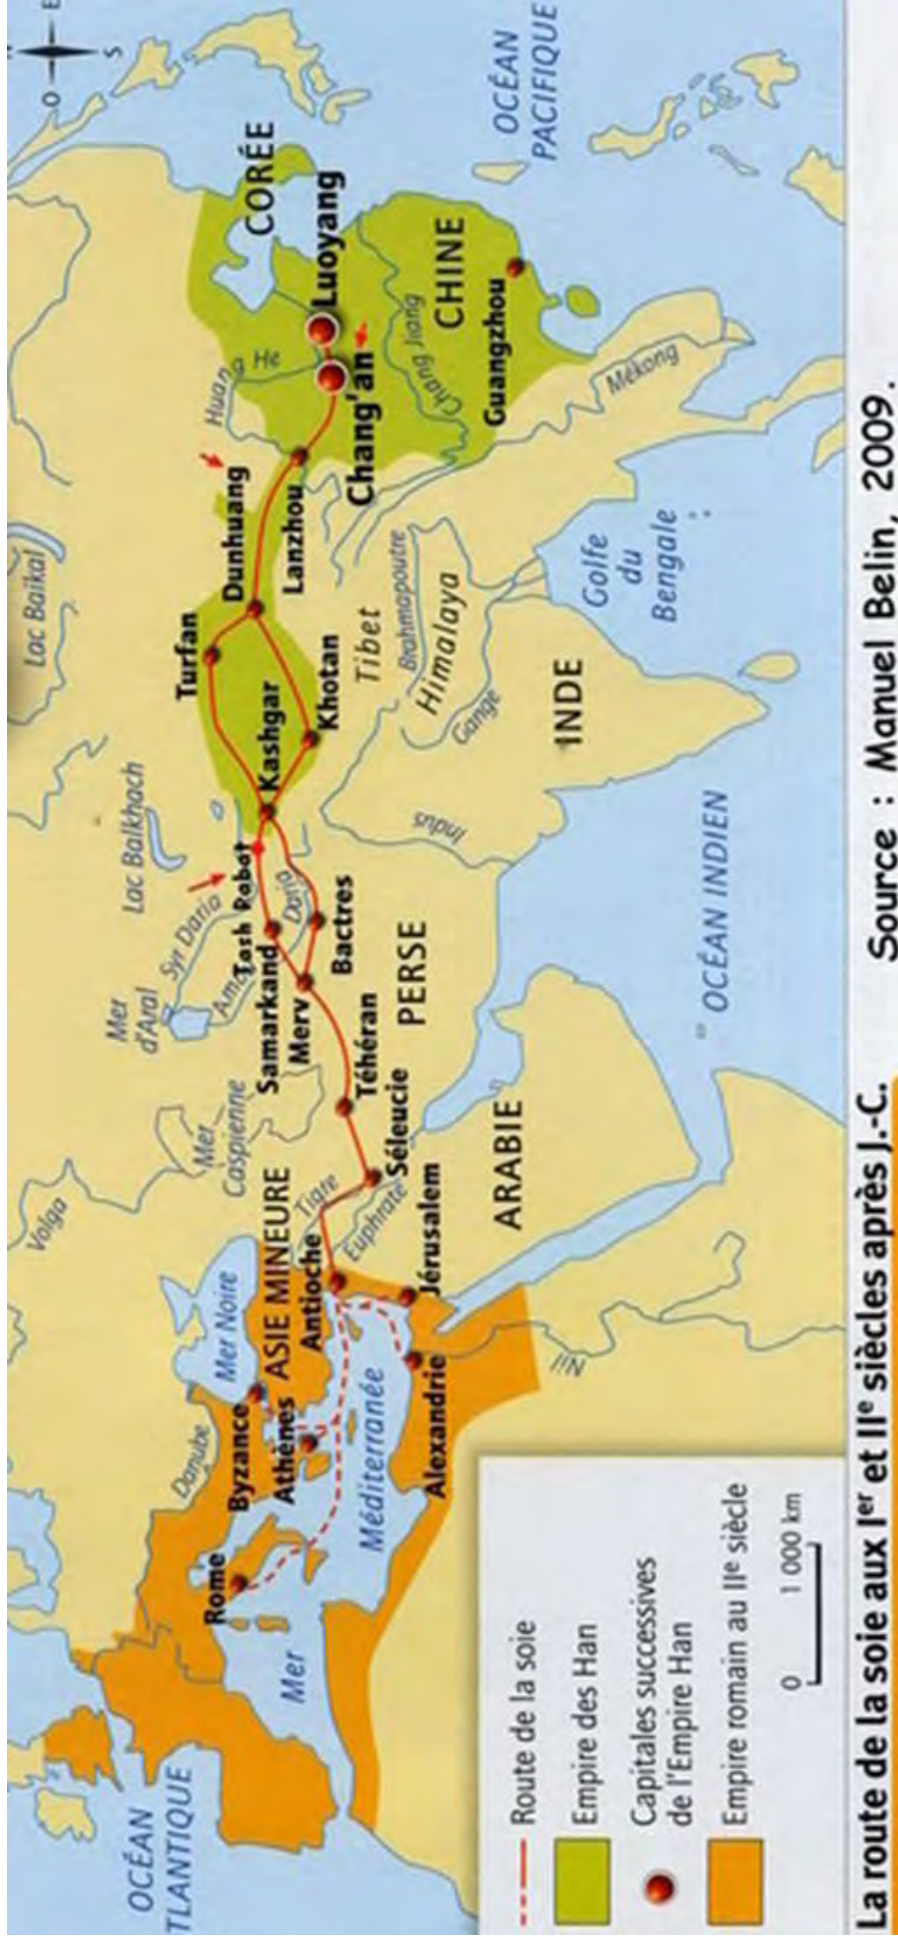 O
E
S
OCÉAN
PACIFIQUE
CORÉE
Luoyang
CHINE
Huang He
Chang Jiang
Guangzhou
Chang'an
Mékong
Lac Baïkal
Dunhuang
Lanzhou
Turfan
Tibet
Brahmapoutre
Himalaya
Golfe
du
Bengale
Khotan
Kashgar
Gange
INDE
Lac Balkhach
Indus
Tash Rabat
Syr Daria
Amou Daria
Bactres
Samarkand
Merv
PERSE
OCÉAN INDIEN
Mer
d'Aral
Téhéran
Mer
Caspienne
Séleucie
ARABIE
Volga
Tigre
Euphrate
ASIE MINEURE
Antioche
Jérusalem
Mer Noire
Nil
Byzance
Athènes
Danube
Alexandrie
Mer Méditerranée
Rome
OCÉAN
TLANTIQUE
Route de la soie
Empire des Han
Capitales successives
de l'Empire Han
Empire romain au IIe siècle
0 1 000 km
La route de la soie aux Ier et IIe siècles après J.-C.
Source : Manuel Belin, 2009.